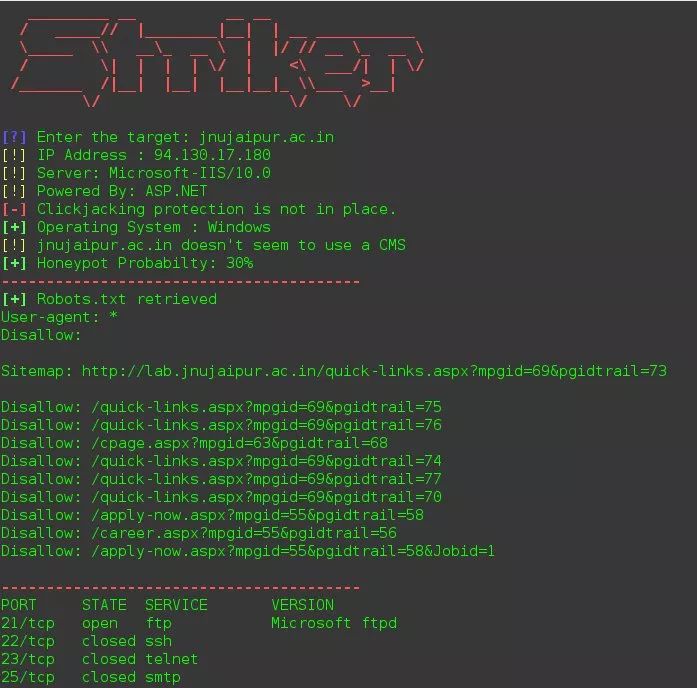 Striker
[?] Enter the target: jnujaipur.ac.in
[!] IP Address : 94.130.17.180
[!] Server: Microsoft-IIS/10.0
[!] Powered By: ASP.NET
[-] Clickjacking protection is not in place.
[+] Operating System : Windows
[!] jnujaipur.ac.in doesn't seem to use a CMS
[+] Honeypot Probabilty: 30%
----------------------------------------
[+] Robots.txt retrieved
User-agent: *
Disallow:
Sitemap: http://lab.jnujaipur.ac.in/quick-links.aspx?mpgid=69&pgidtrail=73
Disallow: /quick-links.aspx?mpgid=69&pgidtrail=75
Disallow: /quick-links.aspx?mpgid=69&pgidtrail=76
Disallow: /cpage.aspx?mpgid=63&pgidtrail=68
Disallow: /quick-links.aspx?mpgid=69&pgidtrail=74
Disallow: /quick-links.aspx?mpgid=69&pgidtrail=77
Disallow: /quick-links.aspx?mpgid=69&pgidtrail=70
Disallow: /apply-now.aspx?mpgid=55&pgidtrail=58
Disallow: /career.aspx?mpgid=55&pgidtrail=56
Disallow: /apply-now.aspx?mpgid=55&pgidtrail=58&Jobid=1
----------------------------------------
PORT STATE SERVICE VERSION
21/tcp open ftp Microsoft ftpd
22/tcp closed ssh
23/tcp closed telnet
25/tcp closed smtp